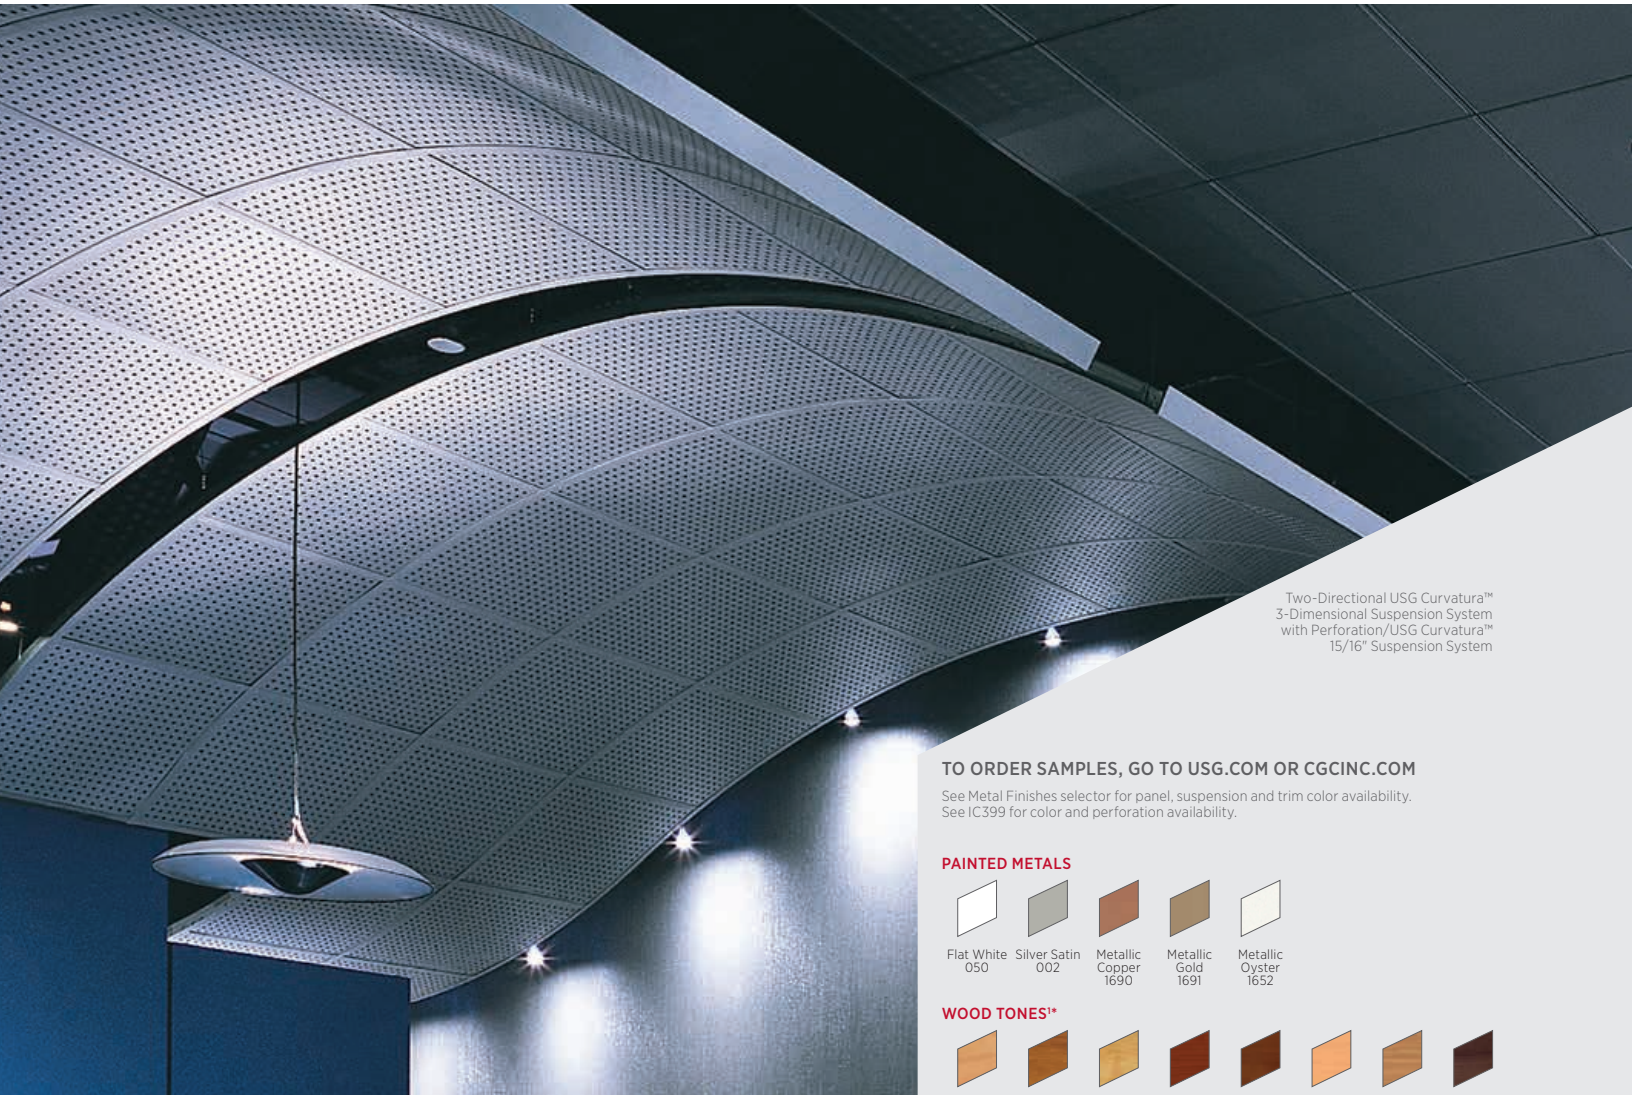 Two-Directional USG Curvatura™
3-Dimensional Suspension System
with Perforation/USG Curvatura™
15/16" Suspension System
TO ORDER SAMPLES, GO TO USG.COM OR CGCINC.COM
See Metal Finishes selector for panel, suspension and trim color availability.
See IC399 for color and perforation availability.
PAINTED METALS
Flat White
050
Silver Satin
002
Metallic
Copper
1690
Metallic
Gold
1691
Metallic
Oyster
1652
WOOD TONES¹*